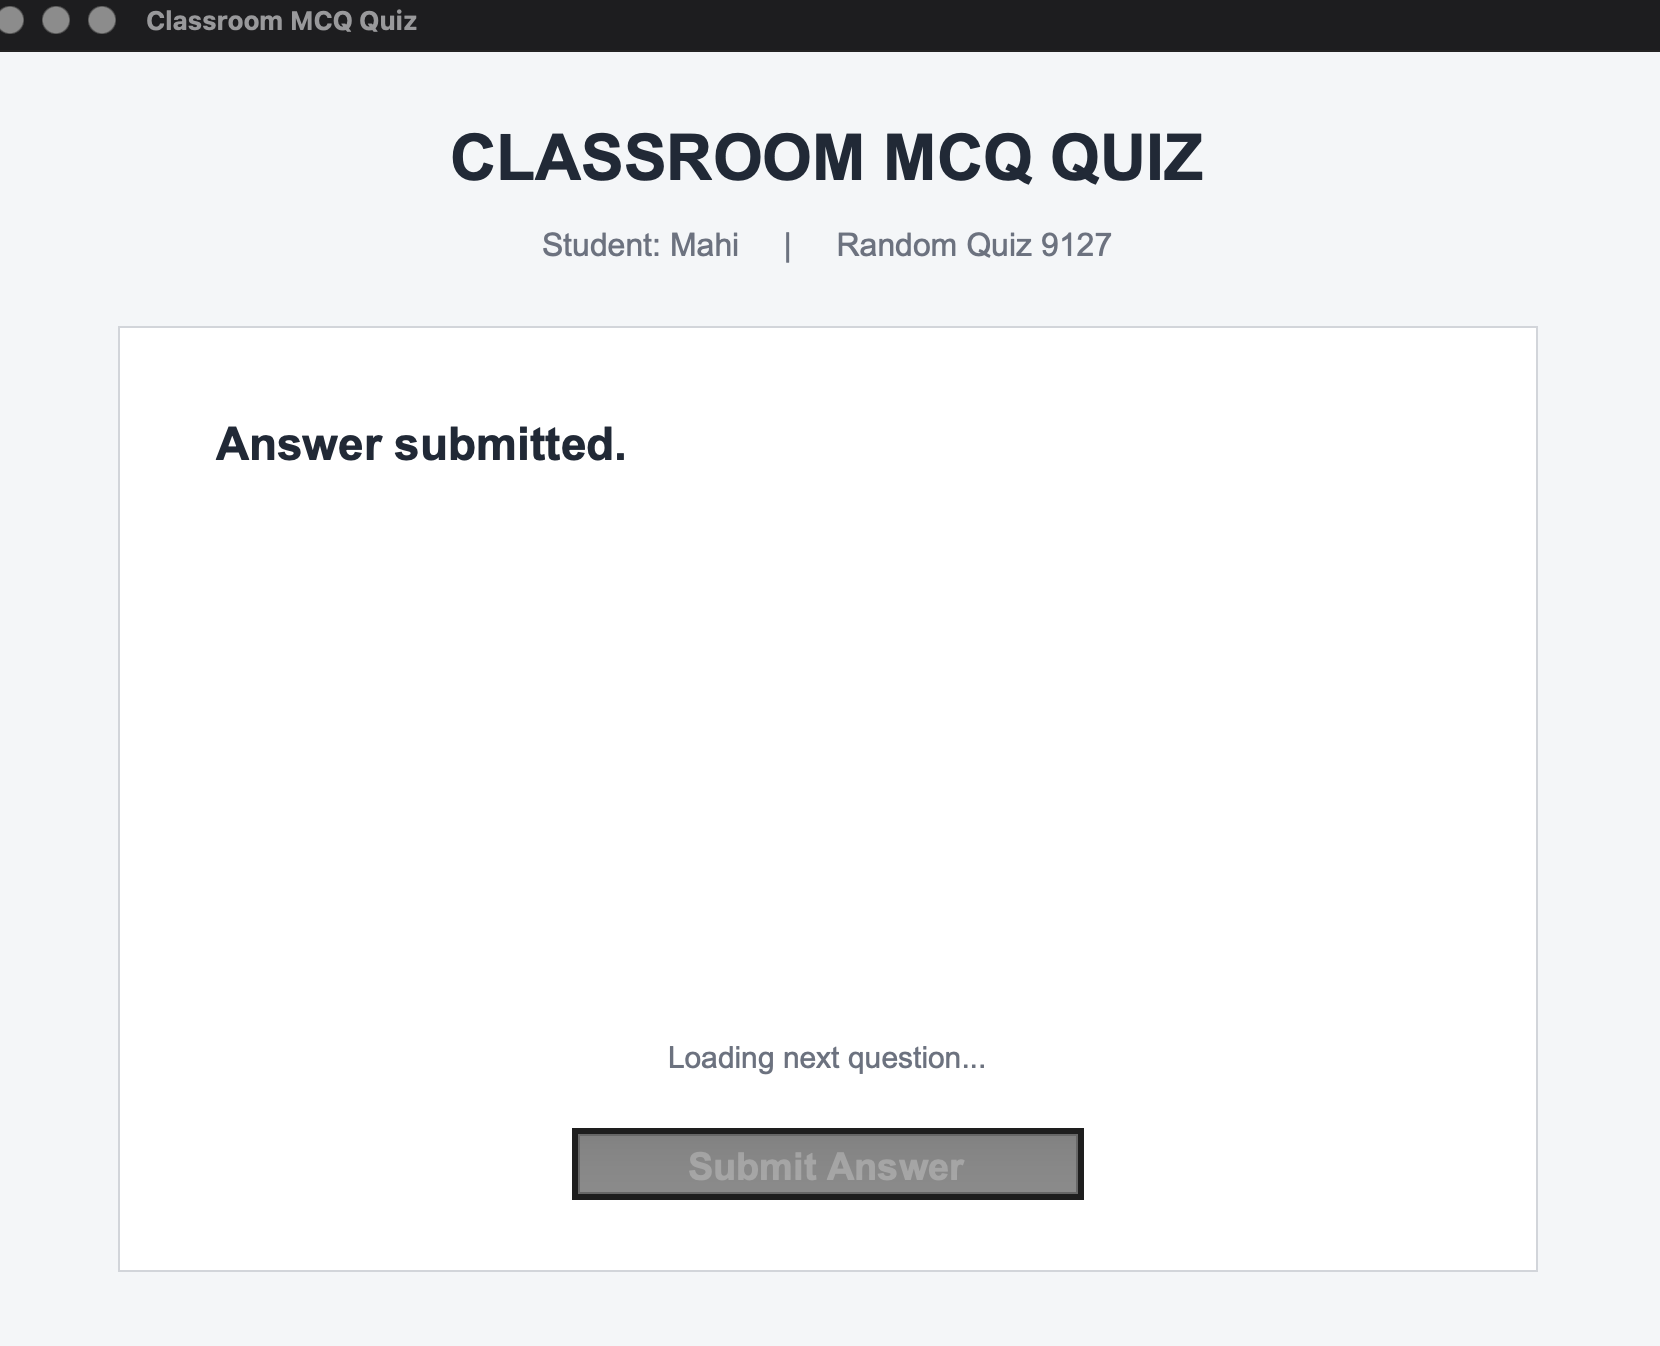 Classroom MCQ Quiz
CLASSROOM MCQ QUIZ
Student: Mahi | Random Quiz 9127
Answer submitted.
Loading next question...
Submit Answer